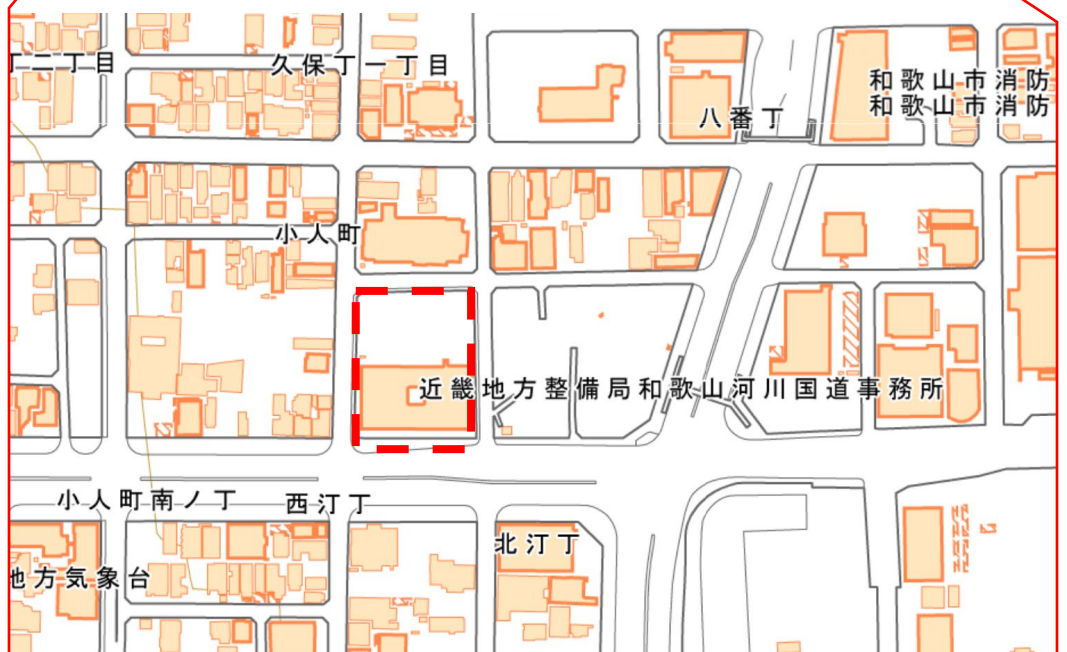 丁二丁目
久保丁一丁目
和歌山市消防
和歌山市消防
八番丁
小人町
近畿地方整備局和歌山河川国道事務所
小人町南ノ丁
西汀丁
北汀丁
地方気象台